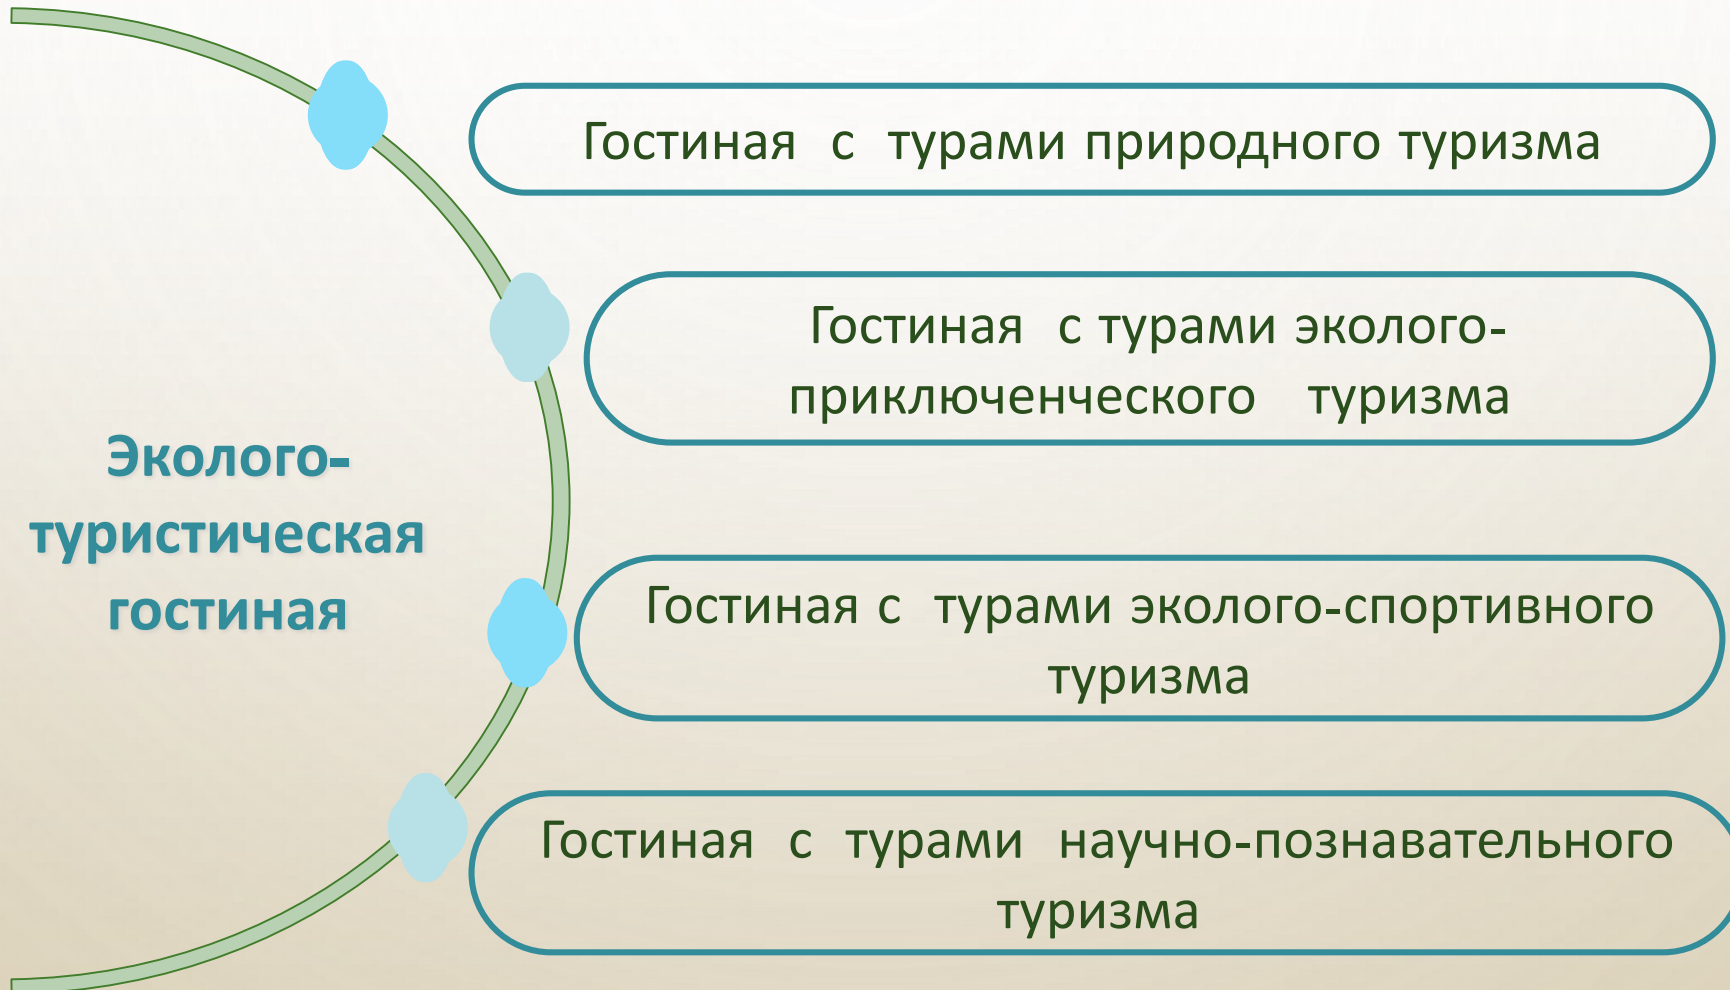 Гостиная с турами природного туризма
Гостиная с турами эколого-
приключенческого туризма
Эколого-
туристическая
гостиная
Гостиная с турами эколого-спортивного
туризма
Гостиная с турами научно-познавательного
туризма